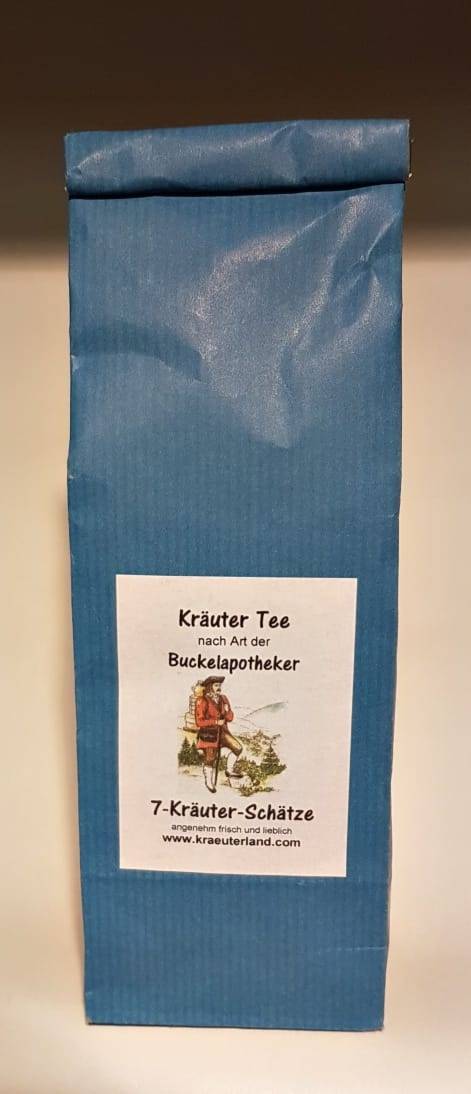 Kräuter Tee
nach Art der
Buckelapotheker
7-Kräuter-Schätze
angenehm frisch und lieblich
www.kraeuterland.com